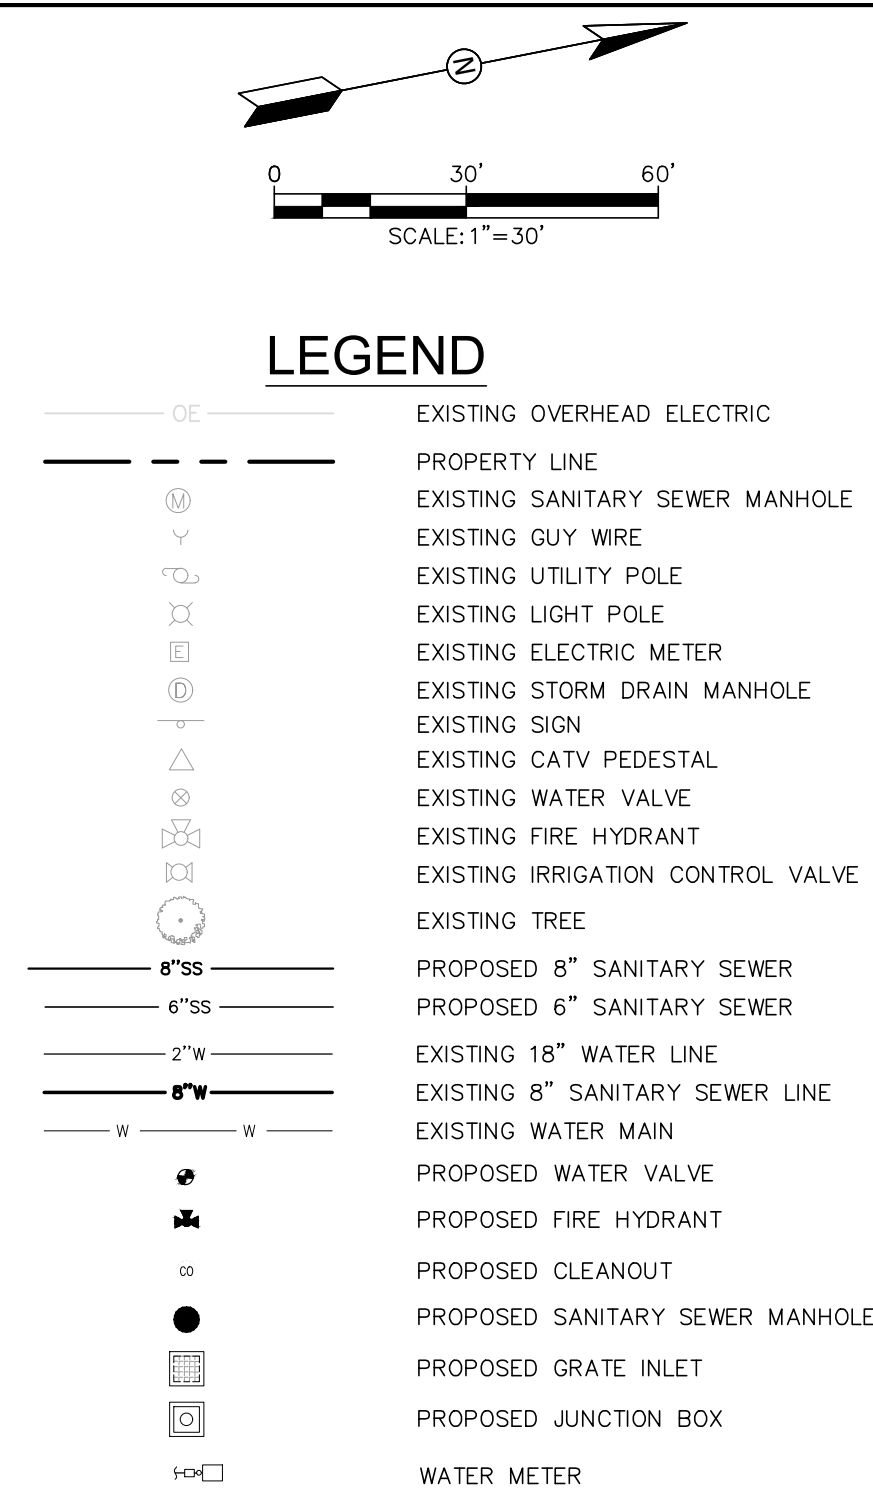 N
0 30' 60'
SCALE: 1"=30'
LEGEND
OE EXISTING OVERHEAD ELECTRIC
PROPERTY LINE
M EXISTING SANITARY SEWER MANHOLE
EXISTING GUY WIRE
EXISTING UTILITY POLE
EXISTING LIGHT POLE
E EXISTING ELECTRIC METER
D EXISTING STORM DRAIN MANHOLE
EXISTING SIGN
EXISTING CATV PEDESTAL
EXISTING WATER VALVE
EXISTING FIRE HYDRANT
EXISTING IRRIGATION CONTROL VALVE
EXISTING TREE
8"SS PROPOSED 8" SANITARY SEWER
6"SS PROPOSED 6" SANITARY SEWER
2"W EXISTING 18" WATER LINE
8"W EXISTING 8" SANITARY SEWER LINE
W W EXISTING WATER MAIN
PROPOSED WATER VALVE
PROPOSED FIRE HYDRANT
CO PROPOSED CLEANOUT
PROPOSED SANITARY SEWER MANHOLE
PROPOSED GRATE INLET
PROPOSED JUNCTION BOX
WATER METER